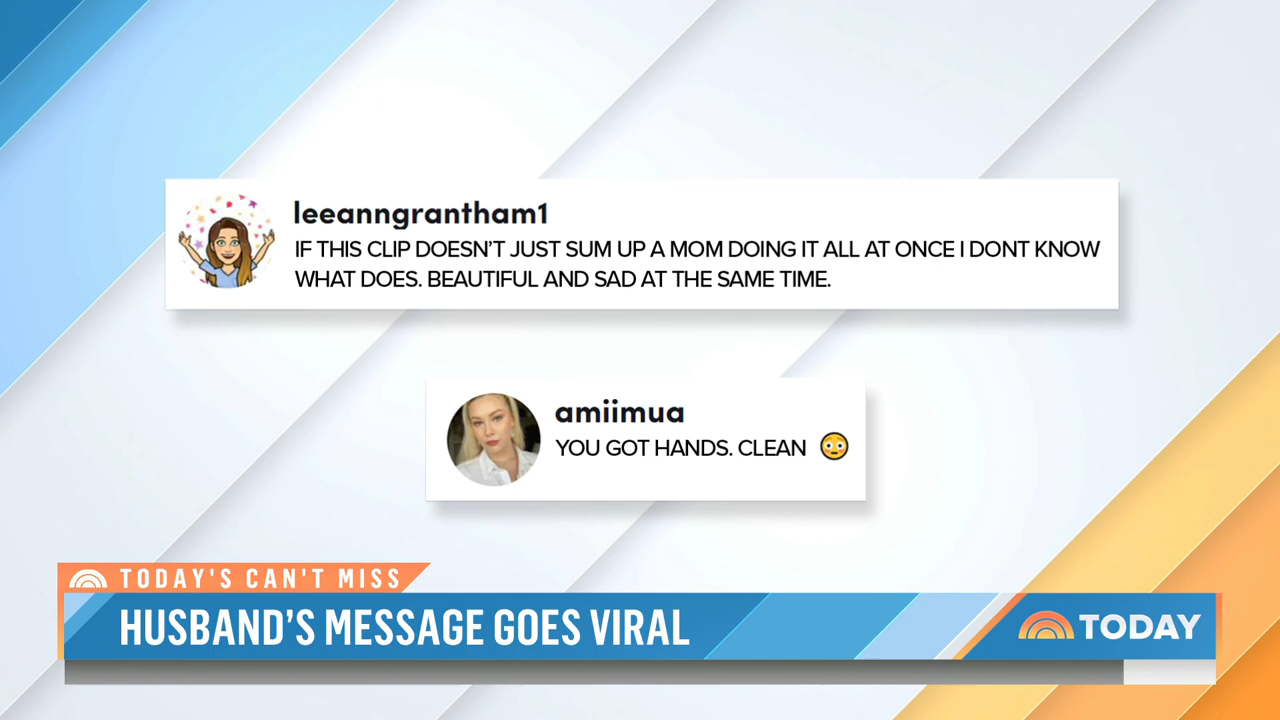 leeanngrantham1
IF THIS CLIP DOESN'T JUST SUM UP A MOM DOING IT ALL AT ONCE I DONT KNOW
WHAT DOES. BEAUTIFUL AND SAD AT THE SAME TIME.
amiimua
YOU GOT HANDS. CLEAN 😳
TODAY'S CAN'T MISS
HUSBAND'S MESSAGE GOES VIRAL
TODAY